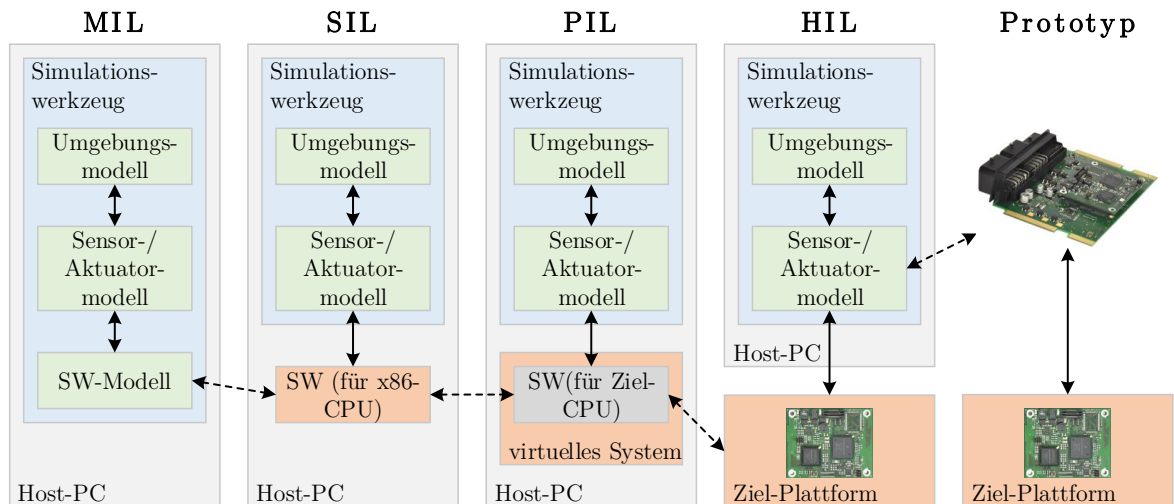 MIL
SIL
PIL
HIL
Prototyp
Simulations-
werkzeug
Umgebungs-
modell
Sensor-/
Aktuator-
modell
SW-Modell
Host-PC
Simulations-
werkzeug
Umgebungs-
modell
Sensor-/
Aktuator-
modell
SW (für x86-
CPU)
Host-PC
Simulations-
werkzeug
Umgebungs-
modell
Sensor-/
Aktuator-
modell
SW(für Ziel-
CPU)
virtuelles System
Host-PC
Simulations-
werkzeug
Umgebungs-
modell
Sensor-/
Aktuator-
modell
Host-PC
Ziel-Plattform
Ziel-Plattform